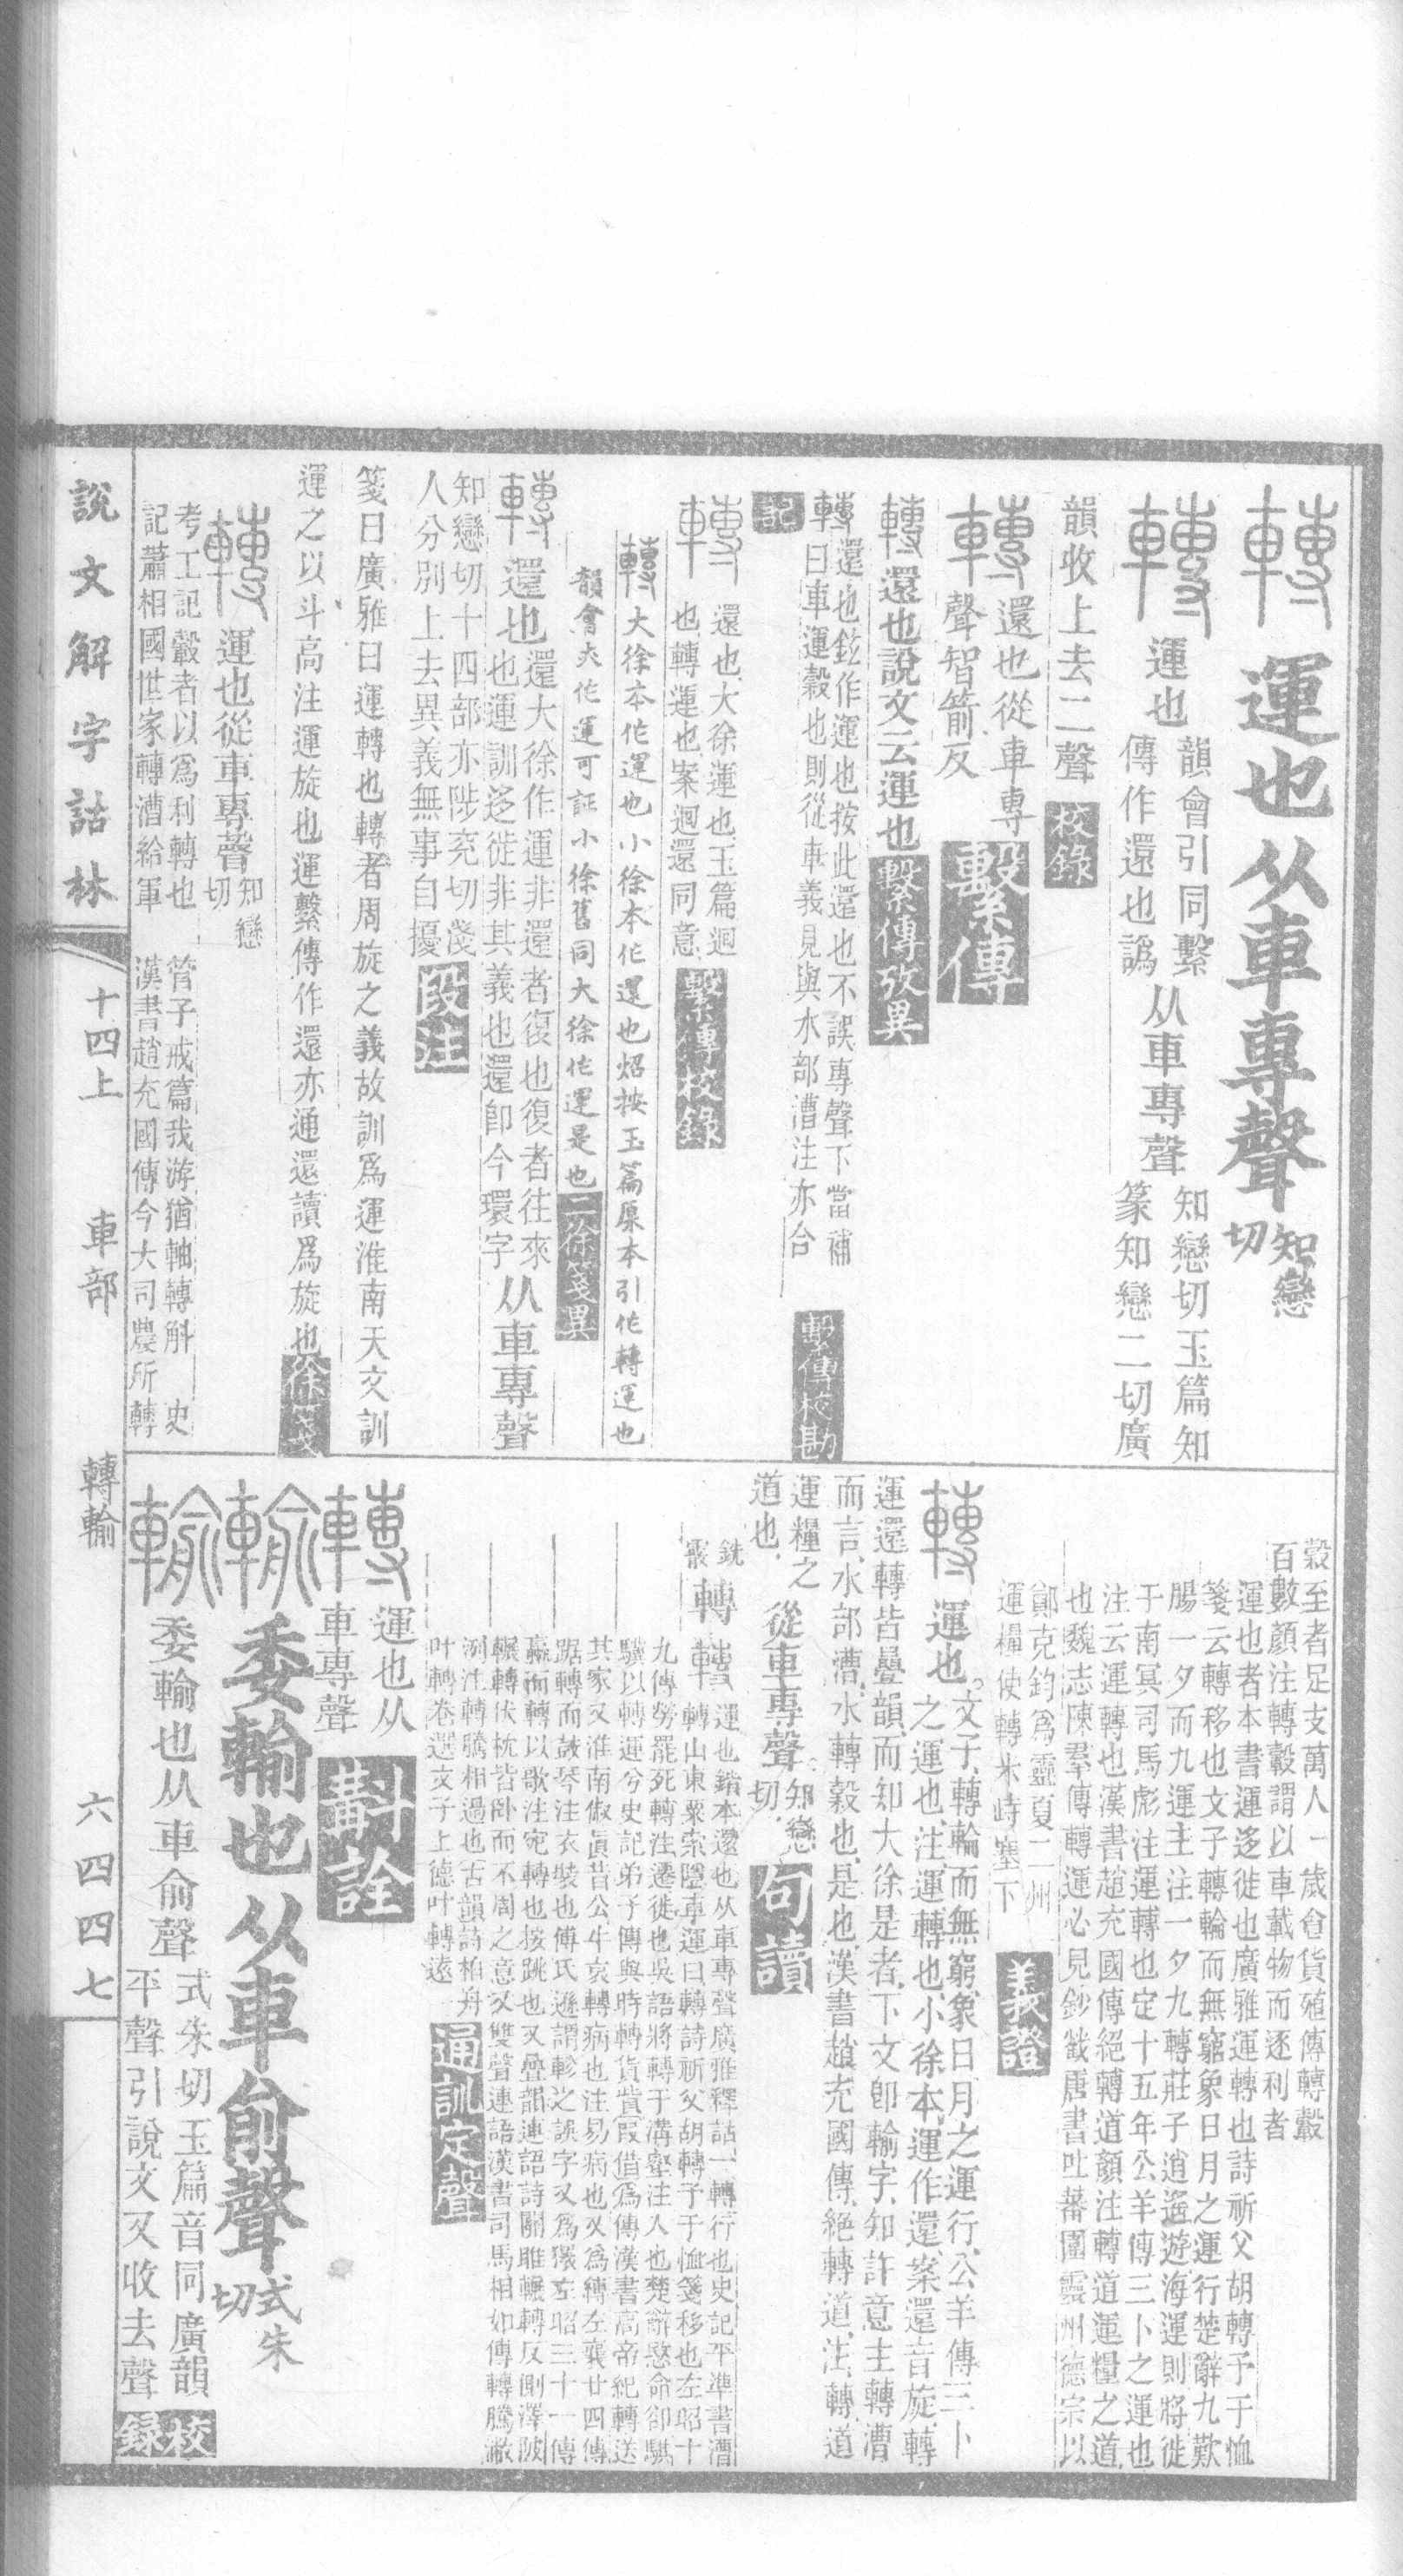 轉 運也从車專聲 知戀切
轉 運也 韻會引同繫傳作還也譌 从車專聲 知戀切玉篇知篆知戀二切廣
韻收上去二聲 校錄
轉 還也從車專聲智箭反 繫傳
轉 還也說文云運也 繫傳攷異
轉 還也鉉作運也按此還也不誤專聲下當補
記曰車運轂也則從車義見與水部漕注亦合 繫傳校勘記
轉 還也大徐運也玉篇迴
也轉運也案迴還同意 繫傳校錄
轉 大徐本作運也小徐本作還也炤按玉篇原本引作轉運也
韻會亦作運可証小徐舊同大徐作運是也 二徐箋異
轉 還也 還大徐作運非還者復也復者往來
也運訓迻徙非其義也還卽今環字 从車專聲
知戀切十四部亦陟兖切淺
人分別上去異義無事自擾 段注
箋曰廣雅曰運轉也轉者周旋之義故訓爲運淮南天文訓
運之以斗高注運旋也運繫傳作還亦通還讀爲旋也 徐箋
轉 運也從車專聲 知戀切
考工記轂者以爲利轉也 管子戒篇我游猶軸轉斛 史
記蕭相國世家轉漕給軍 漢書趙充國傳今大司農所轉
穀至者足支萬人一歲食貨殖傳轉轂
百數顏注轉轂謂以車載物而逐利者
運也者本書運迻徙也廣雅運轉也詩祈父胡轉予于恤
箋云轉移也文子轉輪而無窮象日月之運行楚辭九歎
腸一夕而九運王注一夕九轉莊子逍遙遊海運則將徙
于南冥司馬彪注運轉也定十五年公羊傳三卜之運也
注云運轉也漢書趙充國傳絕轉道顏注轉道運糧之道
也魏志陳羣傳轉運必見鈔截唐書吐蕃圍靈州德宗以
鄭克鈞爲靈夏二州
運糧使轉米峙塞下 義證
轉 運也。文子、轉輪而無窮、象日月之運行、公羊傳三卜
之運也、注、運、轉也、小徐本、運作還、案還音旋、轉
運還轉皆疊韻、而知大徐是者、下文卽輸字、知許意主轉漕
而言、水部漕、水轉穀也、是也、漢書趙充國傳、絕轉道、注、轉道
運糧之道也、 從車專聲。知戀切、 句讀
轉 運也鍇本還也从車專聲廣雅釋詁一轉行也史記平準書漕
轉山東粟索隱車運曰轉詩祈父胡轉予于恤箋移也左昭十
九傳勞罷死轉注遷徙也吳語將轉于溝壑注入也楚辭愍命卻騏
驥以轉運兮史記弟子傳與時轉貨貲叚借爲傳漢書高帝紀轉送
其家又淮南俶眞昔公牛哀轉病也注易病也又爲縛左襄廿四傳
踞轉而鼓琴注衣裝也傅氏遜謂軫之誤字又爲 左昭三十一傳
臝而轉以歌注宛轉也按跳也又疊韻連語詩關雎輾轉反側澤陂
輾轉伏枕皆臥而不周之意又雙聲連語漢書司馬相如傳轉騰潎
洌注轉騰相過也古韻詩柏舟
叶轉卷選文子上德叶轉遠 通訓定聲
轉 運也从車專聲 斠詮
輸 委輸也从車俞聲 式朱切
輸 委輸也从車俞聲 式朱切玉篇音同廣韻
平聲引說文又收去聲 校錄
說文解字詁林 十四上 車部 轉輸 六四四七